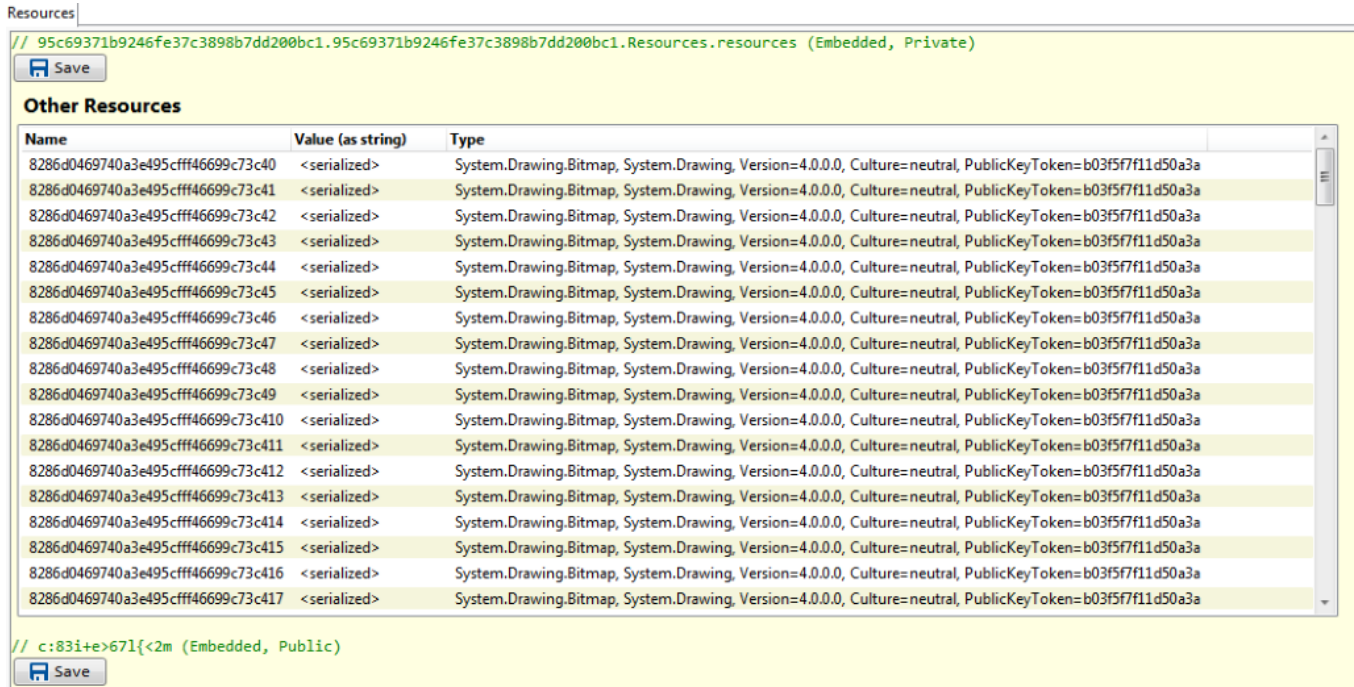 Resources
// 95c69371b9246fe37c3898b7dd200bc1.95c69371b9246fe37c3898b7dd200bc1.Resources.resources (Embedded, Private)
Save
Other Resources
Name Value (as string) Type
8286d0469740a3e495cfff46699c73c40 <serialized> System.Drawing.Bitmap, System.Drawing, Version=4.0.0.0, Culture=neutral, PublicKeyToken=b03f5f7f11d50a3a
8286d0469740a3e495cfff46699c73c41 <serialized> System.Drawing.Bitmap, System.Drawing, Version=4.0.0.0, Culture=neutral, PublicKeyToken=b03f5f7f11d50a3a
8286d0469740a3e495cfff46699c73c42 <serialized> System.Drawing.Bitmap, System.Drawing, Version=4.0.0.0, Culture=neutral, PublicKeyToken=b03f5f7f11d50a3a
8286d0469740a3e495cfff46699c73c43 <serialized> System.Drawing.Bitmap, System.Drawing, Version=4.0.0.0, Culture=neutral, PublicKeyToken=b03f5f7f11d50a3a
8286d0469740a3e495cfff46699c73c44 <serialized> System.Drawing.Bitmap, System.Drawing, Version=4.0.0.0, Culture=neutral, PublicKeyToken=b03f5f7f11d50a3a
8286d0469740a3e495cfff46699c73c45 <serialized> System.Drawing.Bitmap, System.Drawing, Version=4.0.0.0, Culture=neutral, PublicKeyToken=b03f5f7f11d50a3a
8286d0469740a3e495cfff46699c73c46 <serialized> System.Drawing.Bitmap, System.Drawing, Version=4.0.0.0, Culture=neutral, PublicKeyToken=b03f5f7f11d50a3a
8286d0469740a3e495cfff46699c73c47 <serialized> System.Drawing.Bitmap, System.Drawing, Version=4.0.0.0, Culture=neutral, PublicKeyToken=b03f5f7f11d50a3a
8286d0469740a3e495cfff46699c73c48 <serialized> System.Drawing.Bitmap, System.Drawing, Version=4.0.0.0, Culture=neutral, PublicKeyToken=b03f5f7f11d50a3a
8286d0469740a3e495cfff46699c73c49 <serialized> System.Drawing.Bitmap, System.Drawing, Version=4.0.0.0, Culture=neutral, PublicKeyToken=b03f5f7f11d50a3a
8286d0469740a3e495cfff46699c73c410 <serialized> System.Drawing.Bitmap, System.Drawing, Version=4.0.0.0, Culture=neutral, PublicKeyToken=b03f5f7f11d50a3a
8286d0469740a3e495cfff46699c73c411 <serialized> System.Drawing.Bitmap, System.Drawing, Version=4.0.0.0, Culture=neutral, PublicKeyToken=b03f5f7f11d50a3a
8286d0469740a3e495cfff46699c73c412 <serialized> System.Drawing.Bitmap, System.Drawing, Version=4.0.0.0, Culture=neutral, PublicKeyToken=b03f5f7f11d50a3a
8286d0469740a3e495cfff46699c73c413 <serialized> System.Drawing.Bitmap, System.Drawing, Version=4.0.0.0, Culture=neutral, PublicKeyToken=b03f5f7f11d50a3a
8286d0469740a3e495cfff46699c73c414 <serialized> System.Drawing.Bitmap, System.Drawing, Version=4.0.0.0, Culture=neutral, PublicKeyToken=b03f5f7f11d50a3a
8286d0469740a3e495cfff46699c73c415 <serialized> System.Drawing.Bitmap, System.Drawing, Version=4.0.0.0, Culture=neutral, PublicKeyToken=b03f5f7f11d50a3a
8286d0469740a3e495cfff46699c73c416 <serialized> System.Drawing.Bitmap, System.Drawing, Version=4.0.0.0, Culture=neutral, PublicKeyToken=b03f5f7f11d50a3a
8286d0469740a3e495cfff46699c73c417 <serialized> System.Drawing.Bitmap, System.Drawing, Version=4.0.0.0, Culture=neutral, PublicKeyToken=b03f5f7f11d50a3a
// c:83i+e>67l{<2m (Embedded, Public)
Save